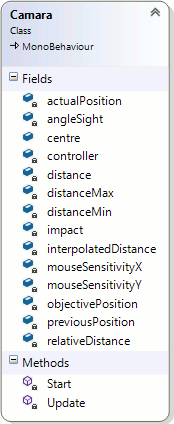 Camara
Class
MonoBehaviour
Fields
actualPosition
angleSight
centre
controller
distance
distanceMax
distanceMin
impact
interpolatedDistance
mouseSensitivityX
mouseSensitivityY
objectivePosition
previousPosition
relativeDistance
Methods
Start
Update